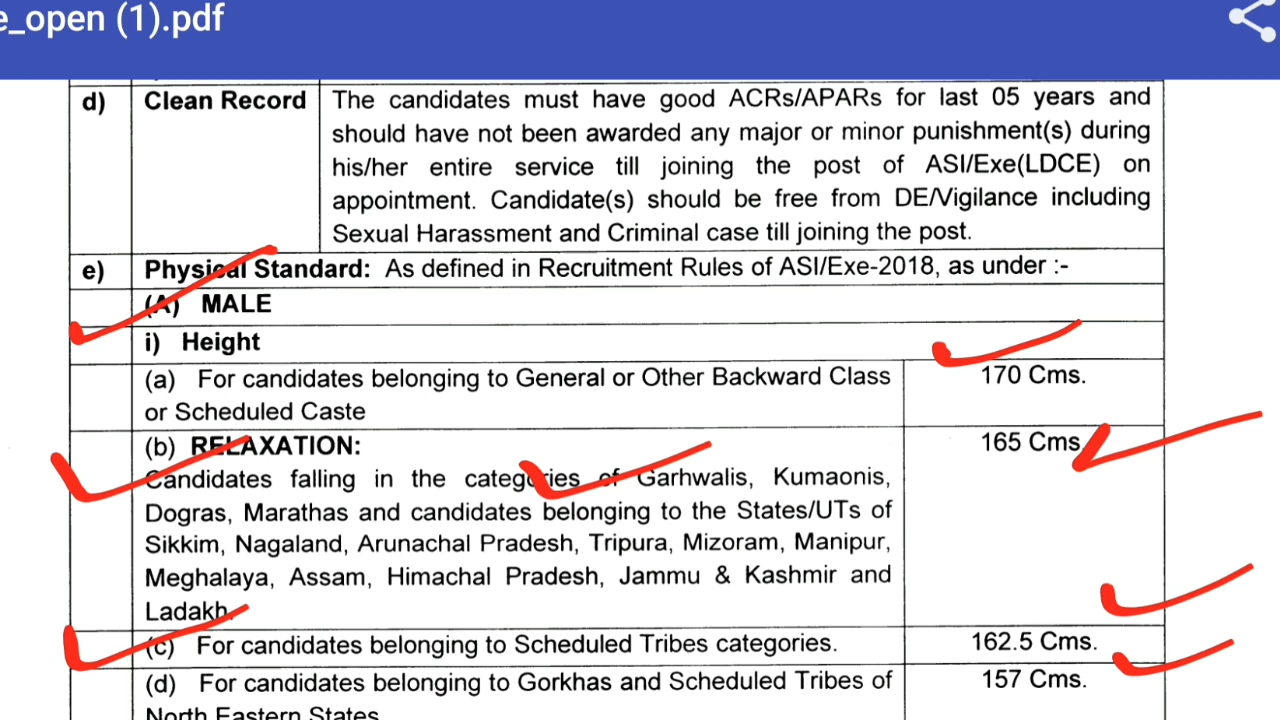 e_open (1).pdf
d) Clean Record The candidates must have good ACRs/APARs for last 05 years and
should have not been awarded any major or minor punishment(s) during
his/her entire service till joining the post of ASI/Exe(LDCE) on
appointment. Candidate(s) should be free from DE/Vigilance including
Sexual Harassment and Criminal case till joining the post.
e) Physical Standard: As defined in Recruitment Rules of ASI/Exe-2018, as under :-
(A) MALE
i) Height
(a) For candidates belonging to General or Other Backward Class 170 Cms.
or Scheduled Caste
(b) RELAXATION: 165 Cms
Candidates falling in the categories of Garhwalis, Kumaonis,
Dogras, Marathas and candidates belonging to the States/UTs of
Sikkim, Nagaland, Arunachal Pradesh, Tripura, Mizoram, Manipur,
Meghalaya, Assam, Himachal Pradesh, Jammu & Kashmir and
Ladakh.
(c) For candidates belonging to Scheduled Tribes categories. 162.5 Cms.
(d) For candidates belonging to Gorkhas and Scheduled Tribes of 157 Cms.
North Eastern States